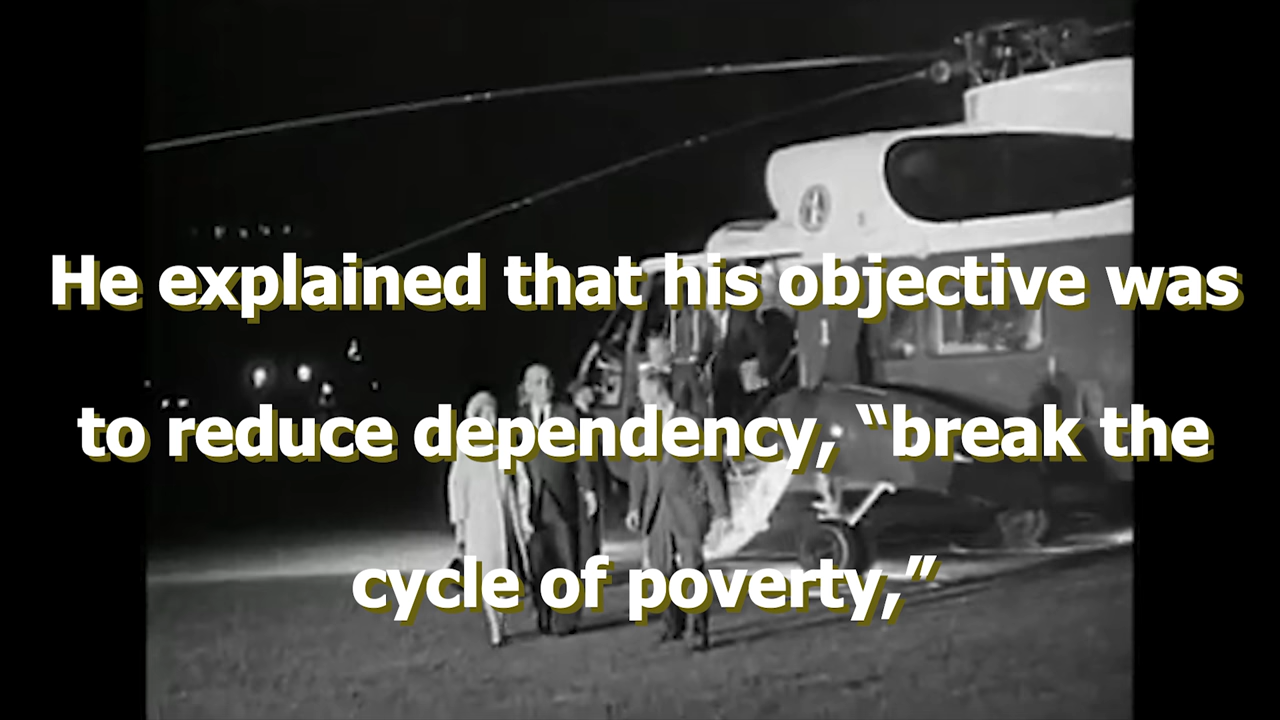 He explained that his objective was
to reduce dependency, “break the
cycle of poverty,”